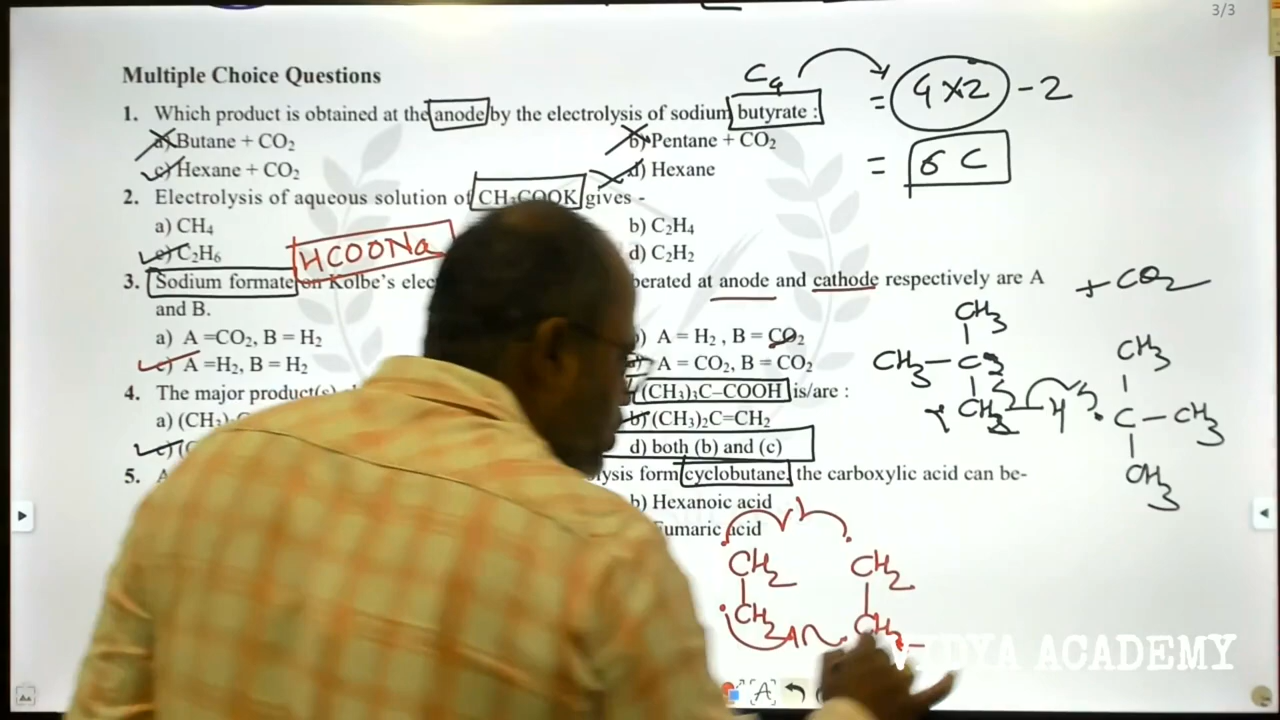 3/3
Multiple Choice Questions
C4
= 4×2 - 2
1. Which product is obtained at the anode by the electrolysis of sodium butyrate :
a) Butane + CO2
b) Pentane + CO2
= 6 C
c) Hexane + CO2
d) Hexane
2. Electrolysis of aqueous solution of CH3COOK gives -
a) CH4
b) C2H4
c) C2H6
d) C2H2
HCOONa
3. Sodium formate on Kolbe's elec
berated at anode and cathode respectively are A
and B.
+ CO2
a) A =CO2, B = H2
b) A = H2 , B = CO2
CH3
CH3
c) A =H2, B = H2
A = CO2, B = CO2
CH3 - C
4. The major product(s)
(CH3)3C–COOH is/are :
CH2
H
C - CH3
a) (CH3)
b) (CH3)2C=CH2
CH3
d) both (b) and (c)
5.
lysis form cyclobutane, the carboxylic acid can be-
b) Hexanoic acid
Fumaric acid
CH2
CH2
CH2
CH2
VIDYA ACADEMY